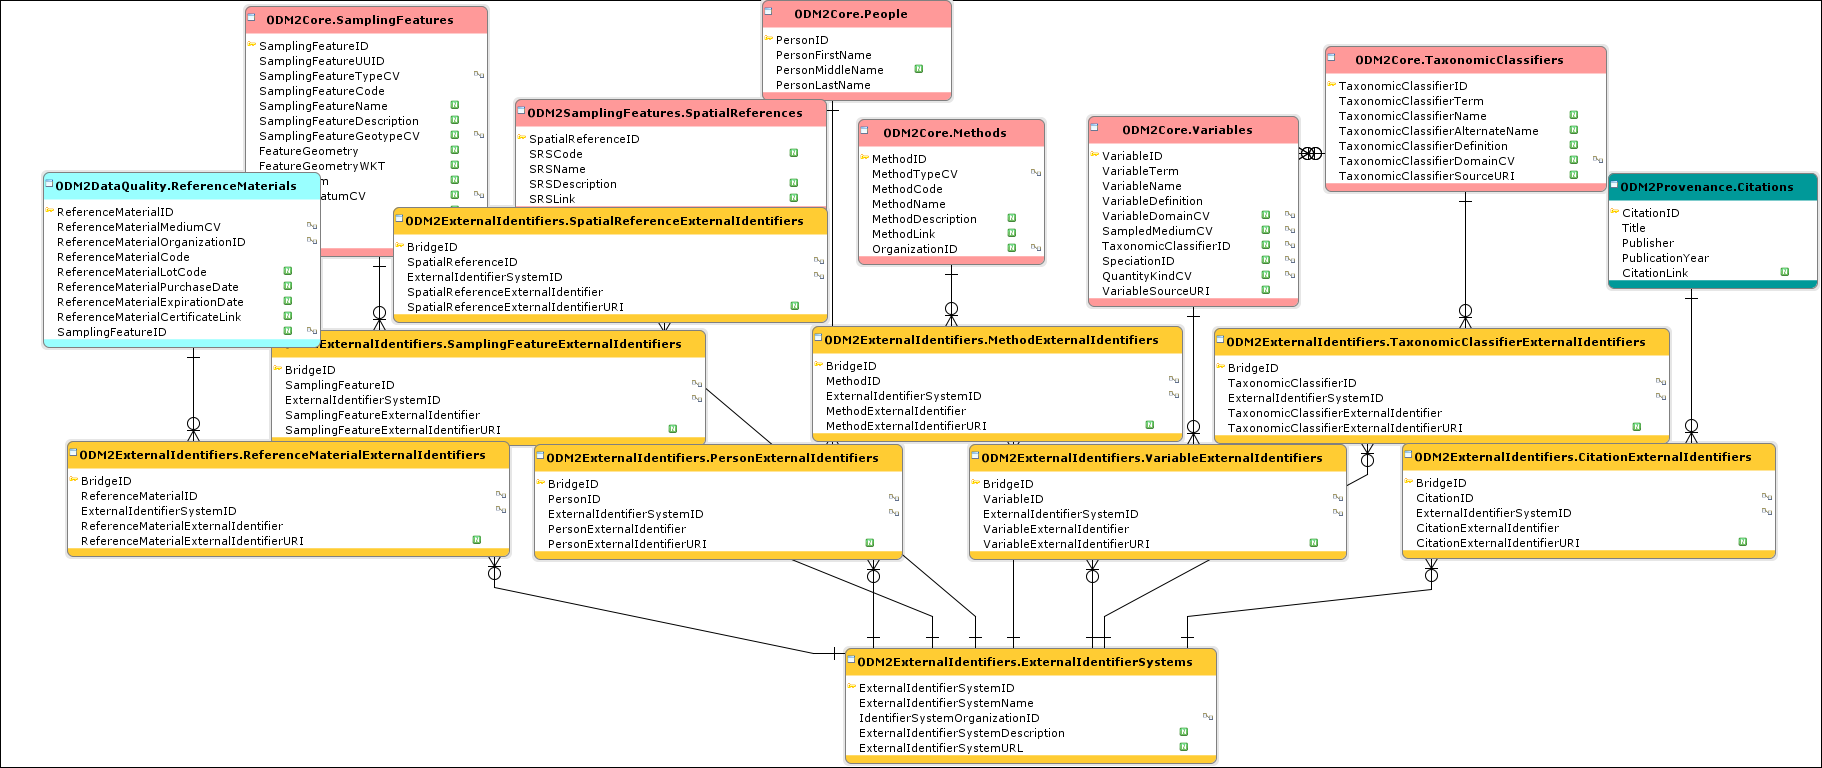 ODM2Core.SamplingFeatures
SamplingFeatureID
SamplingFeatureUUID
SamplingFeatureTypeCV
SamplingFeatureCode
SamplingFeatureName
SamplingFeatureDescription
SamplingFeatureGeotypeCV
FeatureGeometry
FeatureGeometryWKT
ODM2Core.People
PersonID
PersonFirstName
PersonMiddleName
PersonLastName
ODM2SamplingFeatures.SpatialReferences
SpatialReferenceID
SRSCode
SRSName
SRSDescription
SRSLink
ODM2Core.Methods
MethodID
MethodTypeCV
MethodCode
MethodName
MethodDescription
MethodLink
OrganizationID
ODM2Core.Variables
VariableID
VariableTerm
VariableName
VariableDefinition
VariableDomainCV
SampledMediumCV
TaxonomicClassifierID
SpeciationID
QuantityKindCV
VariableSourceURI
ODM2Core.TaxonomicClassifiers
TaxonomicClassifierID
TaxonomicClassifierTerm
TaxonomicClassifierName
TaxonomicClassifierAlternateName
TaxonomicClassifierDefinition
TaxonomicClassifierDomainCV
TaxonomicClassifierSourceURI
ODM2Provenance.Citations
CitationID
Title
Publisher
PublicationYear
CitationLink
ODM2DataQuality.ReferenceMaterials
ReferenceMaterialID
ReferenceMaterialMediumCV
ReferenceMaterialOrganizationID
ReferenceMaterialCode
ReferenceMaterialLotCode
ReferenceMaterialPurchaseDate
ReferenceMaterialExpirationDate
ReferenceMaterialCertificateLink
SamplingFeatureID
ODM2ExternalIdentifiers.SpatialReferenceExternalIdentifiers
BridgeID
SpatialReferenceID
ExternalIdentifierSystemID
SpatialReferenceExternalIdentifier
SpatialReferenceExternalIdentifierURI
ExternalIdentifiers.SamplingFeatureExternalIdentifiers
BridgeID
SamplingFeatureID
ExternalIdentifierSystemID
SamplingFeatureExternalIdentifier
SamplingFeatureExternalIdentifierURI
ODM2ExternalIdentifiers.MethodExternalIdentifiers
BridgeID
MethodID
ExternalIdentifierSystemID
MethodExternalIdentifier
MethodExternalIdentifierURI
ODM2ExternalIdentifiers.TaxonomicClassifierExternalIdentifiers
BridgeID
TaxonomicClassifierID
ExternalIdentifierSystemID
TaxonomicClassifierExternalIdentifier
TaxonomicClassifierExternalIdentifierURI
ODM2ExternalIdentifiers.ReferenceMaterialExternalIdentifiers
BridgeID
ReferenceMaterialID
ExternalIdentifierSystemID
ReferenceMaterialExternalIdentifier
ReferenceMaterialExternalIdentifierURI
ODM2ExternalIdentifiers.PersonExternalIdentifiers
BridgeID
PersonID
ExternalIdentifierSystemID
PersonExternalIdentifier
PersonExternalIdentifierURI
ODM2ExternalIdentifiers.VariableExternalIdentifiers
BridgeID
VariableID
ExternalIdentifierSystemID
VariableExternalIdentifier
VariableExternalIdentifierURI
ODM2ExternalIdentifiers.CitationExternalIdentifiers
BridgeID
CitationID
ExternalIdentifierSystemID
CitationExternalIdentifier
CitationExternalIdentifierURI
ODM2ExternalIdentifiers.ExternalIdentifierSystems
ExternalIdentifierSystemID
ExternalIdentifierSystemName
IdentifierSystemOrganizationID
ExternalIdentifierSystemDescription
ExternalIdentifierSystemURL